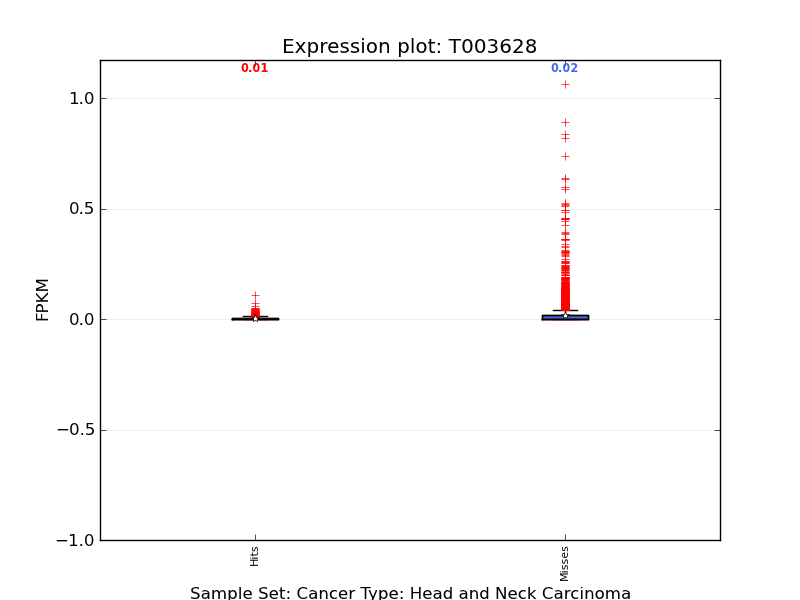 Expression plot: T003628
0.01
0.02
1.0
0.5
0.0
−0.5
−1.0
FPKM
Hits
Misses
Sample Set: Cancer Type: Head and Neck Carcinoma